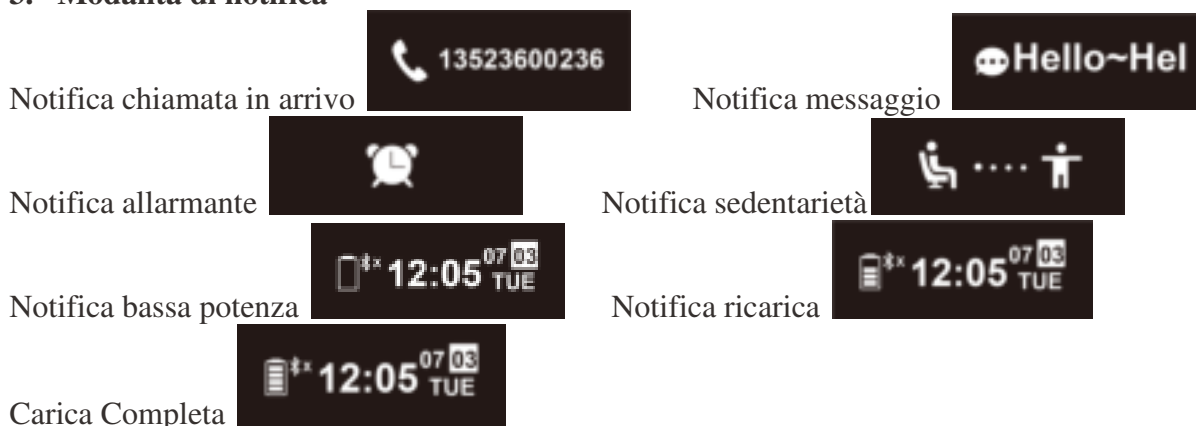 Modalità di notifica
Notifica chiamata in arrivo 13523600236 Notifica messaggio Hello~Hel
Notifica allarmante Notifica sedentarietà
Notifica bassa potenza 12:05 07 03 TUE Notifica ricarica 12:05 07 03 TUE
Carica Completa 12:05 07 03 TUE